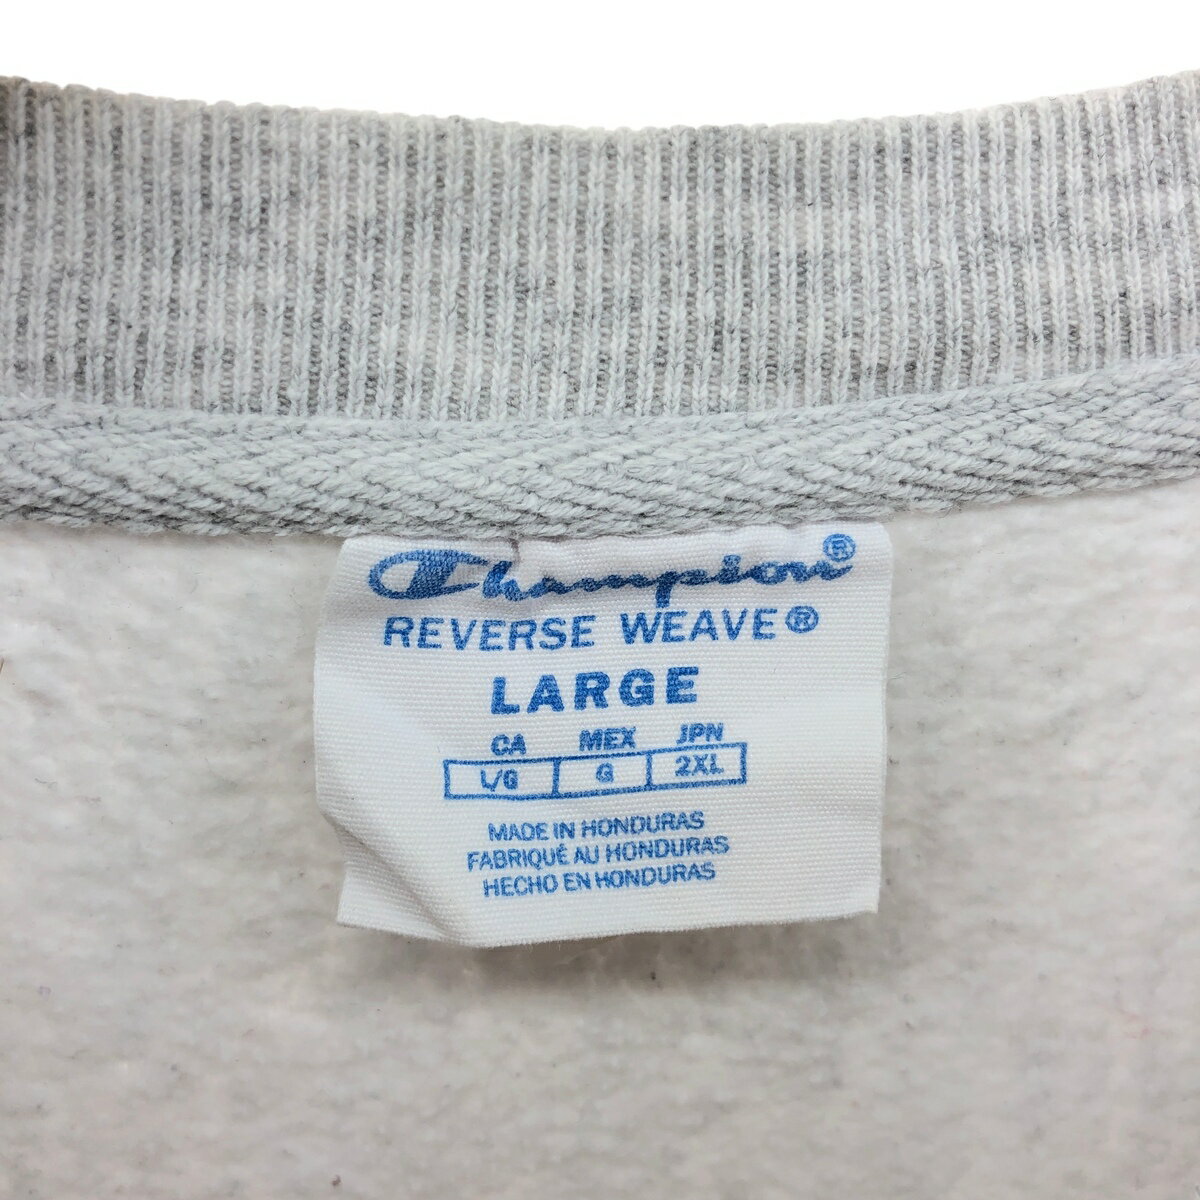 Champion®
REVERSE WEAVE®
LARGE
CA MEX JPN
L/G G 2XL
MADE IN HONDURAS
FABRIQUÉ AU HONDURAS
HECHO EN HONDURAS